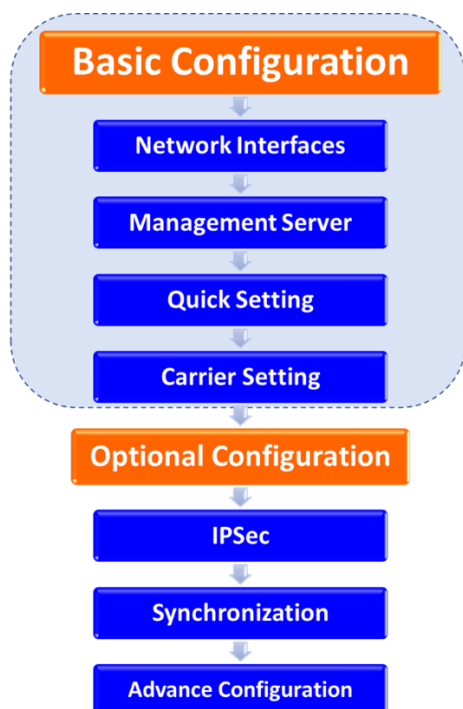 Basic Configuration
Network Interfaces
Management Server
Quick Setting
Carrier Setting
Optional Configuration
IPSec
Synchronization
Advance Configuration